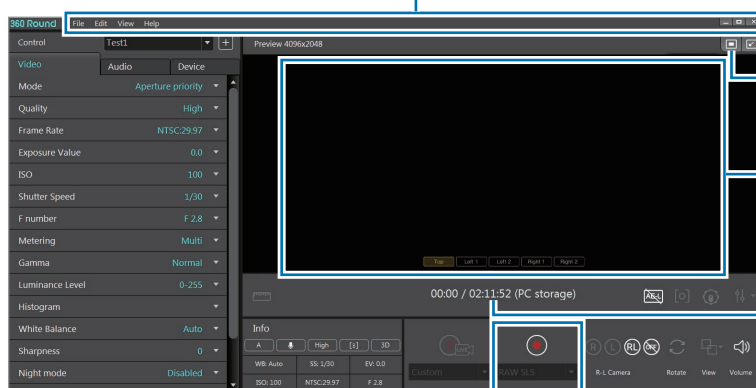 360 Round File Edit View Help
Control Test1
Preview 4096x2048
Video Audio Device
Mode Aperture priority
Quality High
Frame Rate NTSC:29.97
Exposure Value 0.0
ISO 100
Shutter Speed 1/30
F number F 2.8
Metering Multi
Gamma Normal
Luminance Level 0-255
Histogram
White Balance Auto
Sharpness 0
Night mode Disabled
Top Left 1 Left 2 Right 1 Right 2
00:00 / 02:11:52 (PC storage)
AE-L
Info
A High 3D
WB: Auto SS: 1/30 EV: 0.0
ISO: 100 NTSC:29.97 F 2.8
LIVE
Custom
RAW SLS
R L RL OFF
R-L Camera Rotate View Volume